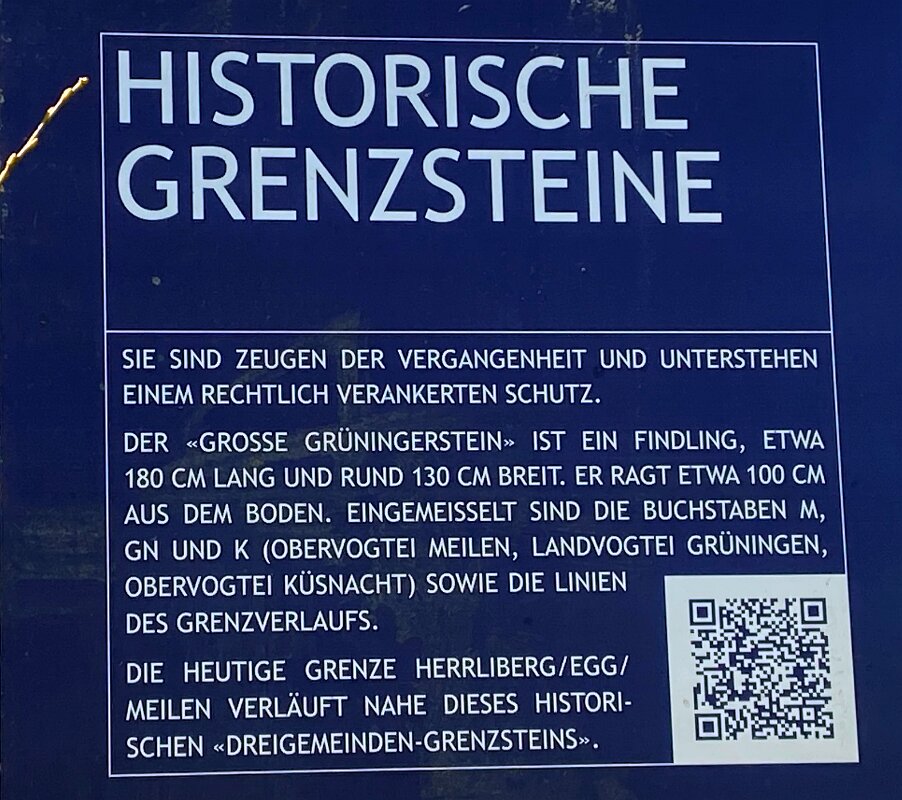 HISTORISCHE
GRENZSTEINE
SIE SIND ZEUGEN DER VERGANGENHEIT UND UNTERSTEHEN
EINEM RECHTLICH VERANKERTEN SCHUTZ.
DER «GROSSE GRÜNINGERSTEIN» IST EIN FINDLING, ETWA
180 CM LANG UND RUND 130 CM BREIT. ER RAGT ETWA 100 CM
AUS DEM BODEN. EINGEMEISSELT SIND DIE BUCHSTABEN M,
GN UND K (OBERVOGTEI MEILEN, LANDVOGTEI GRÜNINGEN,
OBERVOGTEI KÜSNACHT) SOWIE DIE LINIEN
DES GRENZVERLAUFS.
DIE HEUTIGE GRENZE HERRLIBERG/EGG/
MEILEN VERLÄUFT NAHE DIESES HISTORI-
SCHEN «DREIGEMEINDEN-GRENZSTEINS».